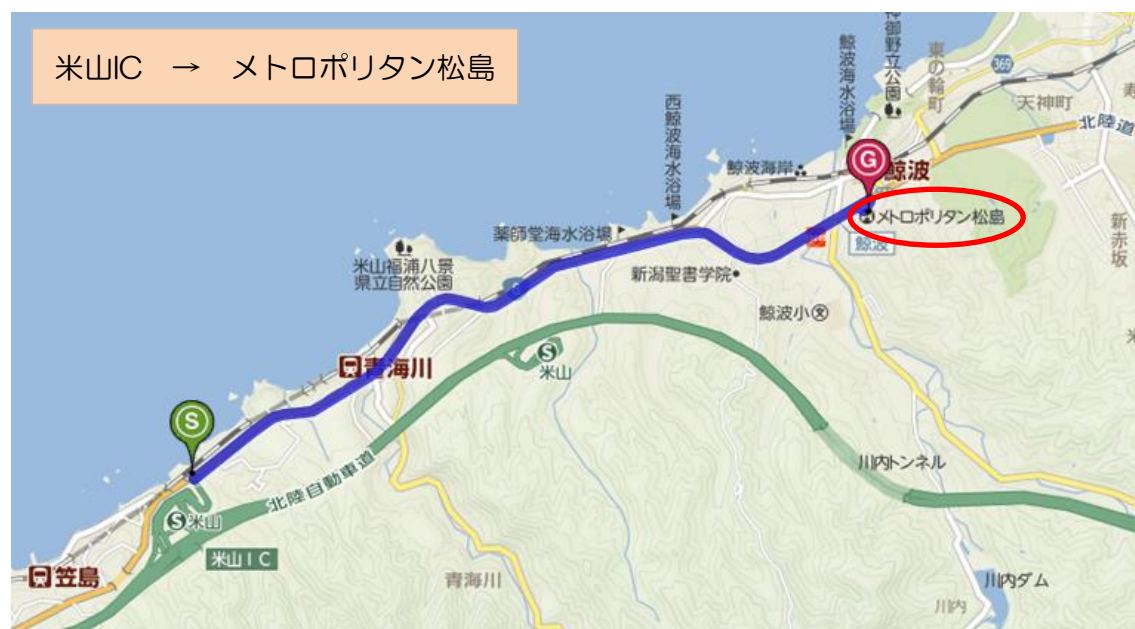 米山IC　→　メトロポリタン松島
神御野立公園
鯨波海水浴場
東の輪町
369
天神町
北陸道
西鯨波海水浴場
鯨波海岸
G
鯨波
メトロポリタン松島
鯨波
新赤坂
薬師堂海水浴場
米山福浦八景
県立自然公園
新潟聖書学院
鯨波小
文
青海川
S
米山
S
北陸自動車道
川内トンネル
S米山
米山IC
笠島
青海川
川内ダム
川内